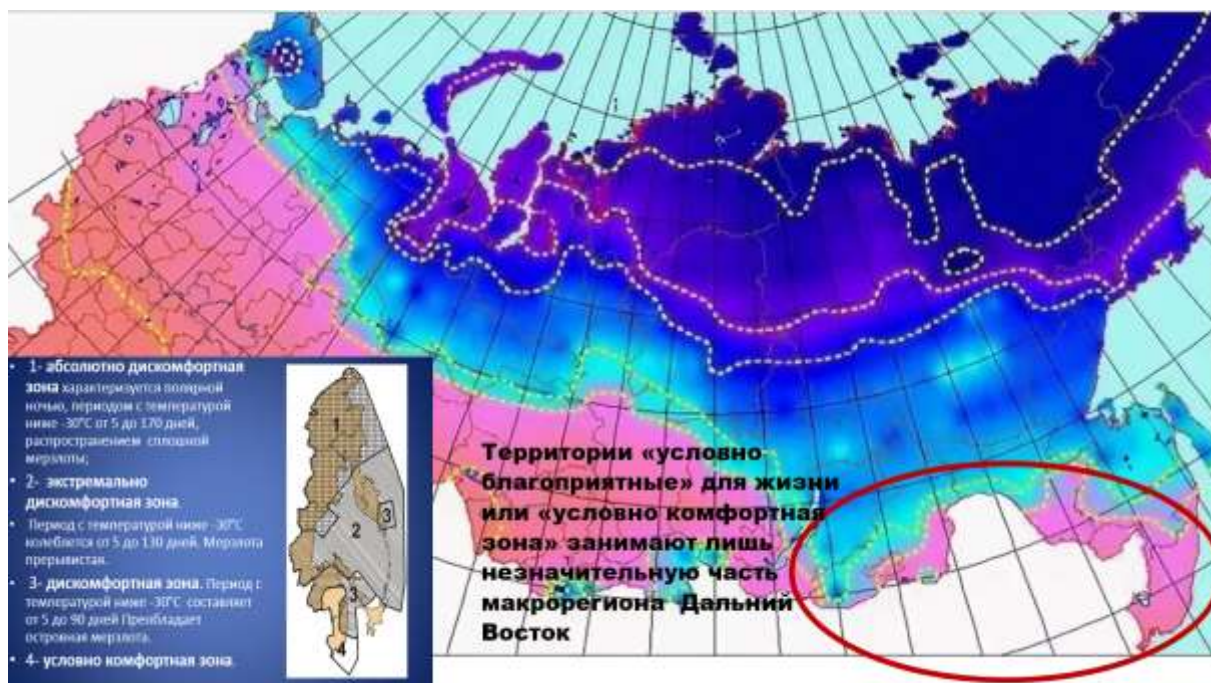 • 1- абсолютно дискомфортная
зона характеризуется полярной
ночью, периодом с температурой
ниже -30°С от 5 до 170 дней,
распространением сплошной
мерзлоты;
• 2- экстремально
дискомфортная зона
• Период с температурой ниже -30°С
колеблется от 5 до 130 дней. Мерзлота
прерывистая.
• 3- дискомфортная зона. Период с
температурой ниже -30°С составляет
от 5 до 90 дней Преобладает
островная мерзлота.
• 4- условно комфортная зона.
1
2
3
3
4
Территории «условно
благоприятные» для жизни
или «условно комфортная
зона» занимают лишь
незначительную часть
макрорегиона Дальний
Восток